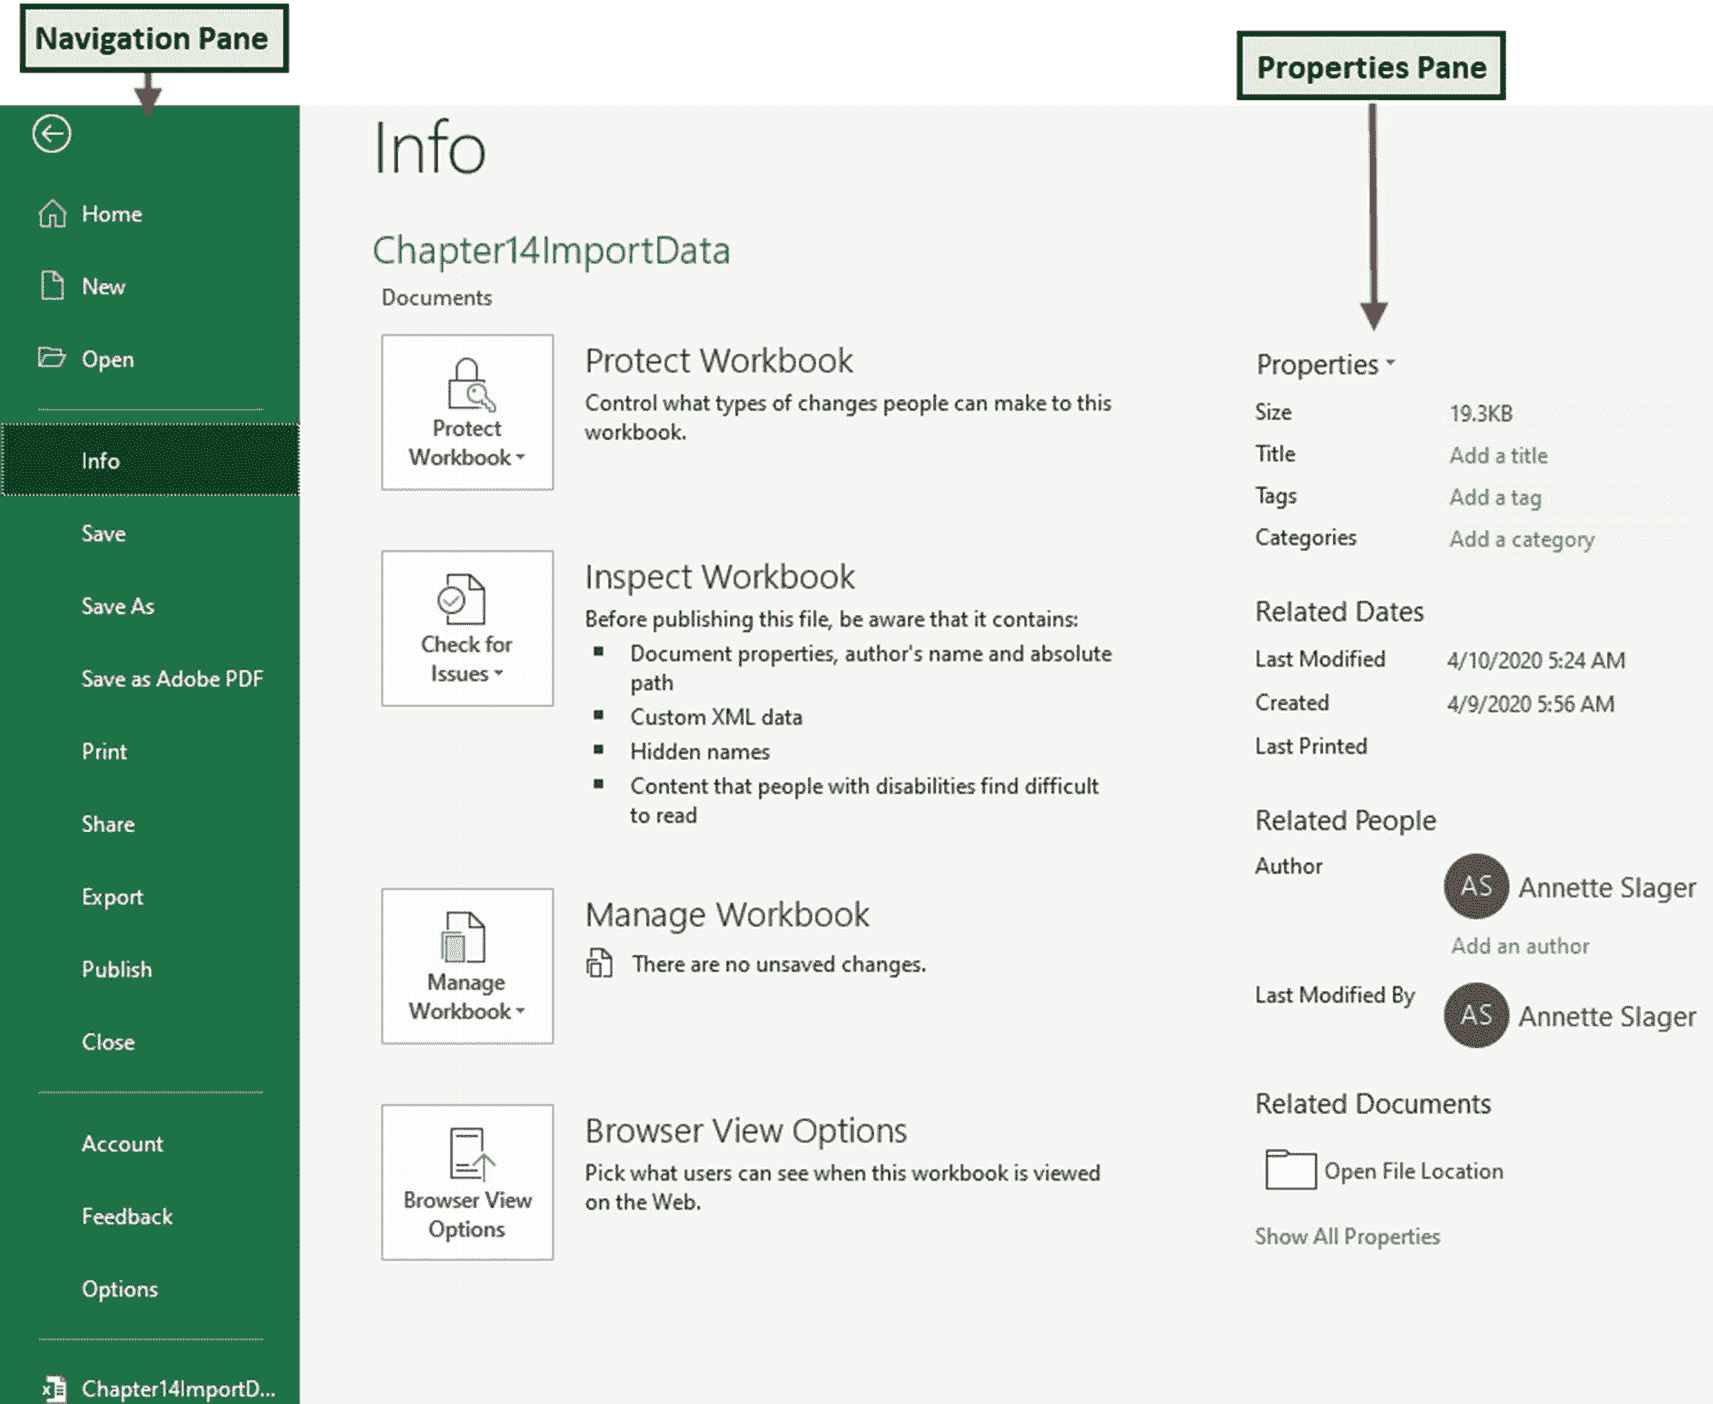 Navigation Pane
Properties Pane
Home
New
Open
Info
Save
Save As
Save as Adobe PDF
Print
Share
Export
Publish
Close
Account
Feedback
Options
Chapter14ImportD...
Info
Chapter14ImportData
Documents
Protect
Workbook
Protect Workbook
Control what types of changes people can make to this
workbook.
Check for
Issues
Inspect Workbook
Before publishing this file, be aware that it contains:
Document properties, author's name and absolute
path
Custom XML data
Hidden names
Content that people with disabilities find difficult
to read
Manage
Workbook
Manage Workbook
There are no unsaved changes.
Browser View
Options
Browser View Options
Pick what users can see when this workbook is viewed
on the Web.
Properties
Size 19.3KB
Title Add a title
Tags Add a tag
Categories Add a category
Related Dates
Last Modified 4/10/2020 5:24 AM
Created 4/9/2020 5:56 AM
Last Printed
Related People
Author AS Annette Slager
Add an author
Last Modified By AS Annette Slager
Related Documents
Open File Location
Show All Properties